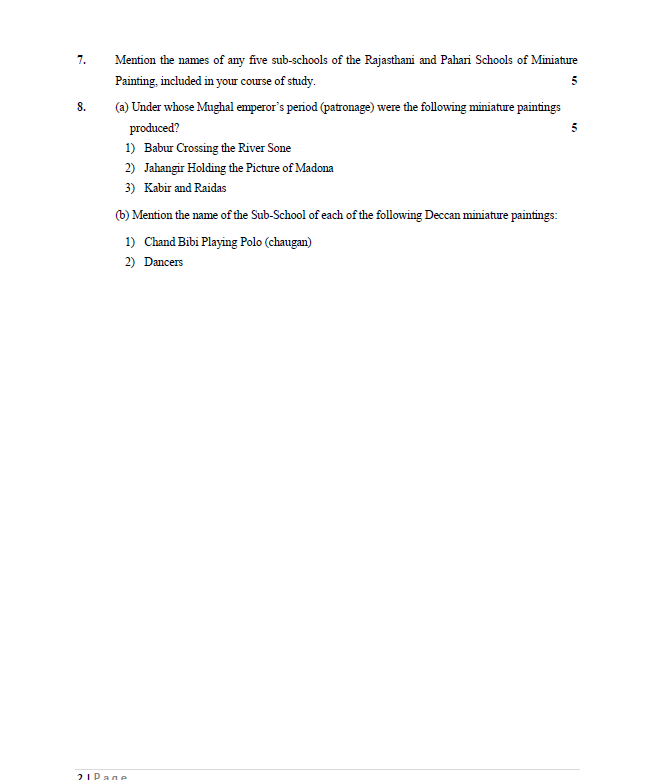 7. Mention the names of any five sub-schools of the Rajasthani and Pahari Schools of Miniature
Painting, included in your course of study. 5
8. (a) Under whose Mughal emperor's period (patronage) were the following miniature paintings
produced? 5
1) Babur Crossing the River Sone
2) Jahangir Holding the Picture of Madona
3) Kabir and Raidas
(b) Mention the name of the Sub-School of each of the following Deccan miniature paintings:
1) Chand Bibi Playing Polo (chaugan)
2) Dancers
2 | P a g e